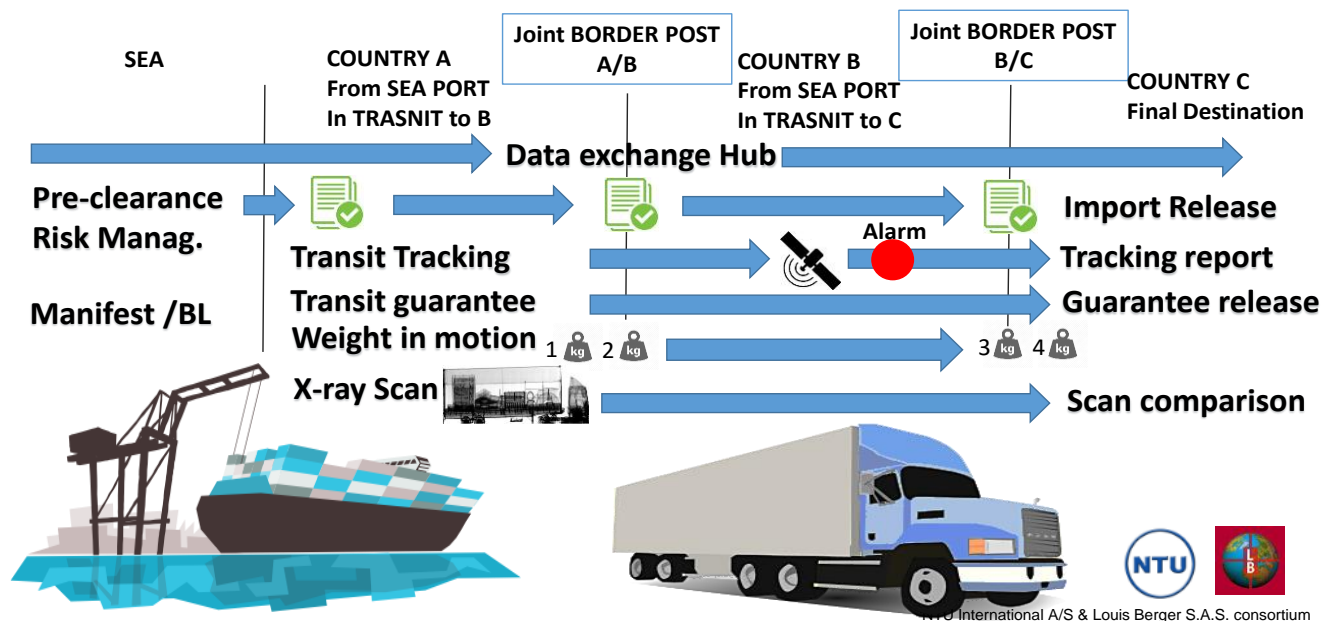 SEA
COUNTRY A
From SEA PORT
In TRASNIT to B
Joint BORDER POST
A/B
COUNTRY B
From SEA PORT
In TRASNIT to C
Joint BORDER POST
B/C
COUNTRY C
Final Destination
Data exchange Hub
Pre-clearance
Risk Manag.
Import Release
Alarm
Transit Tracking
Tracking report
Manifest /BL
Transit guarantee
Guarantee release
Weight in motion
1 kg 2 kg
3 kg 4 kg
X-ray Scan
Scan comparison
NTU
L
B
NTU International A/S & Louis Berger S.A.S. consortium